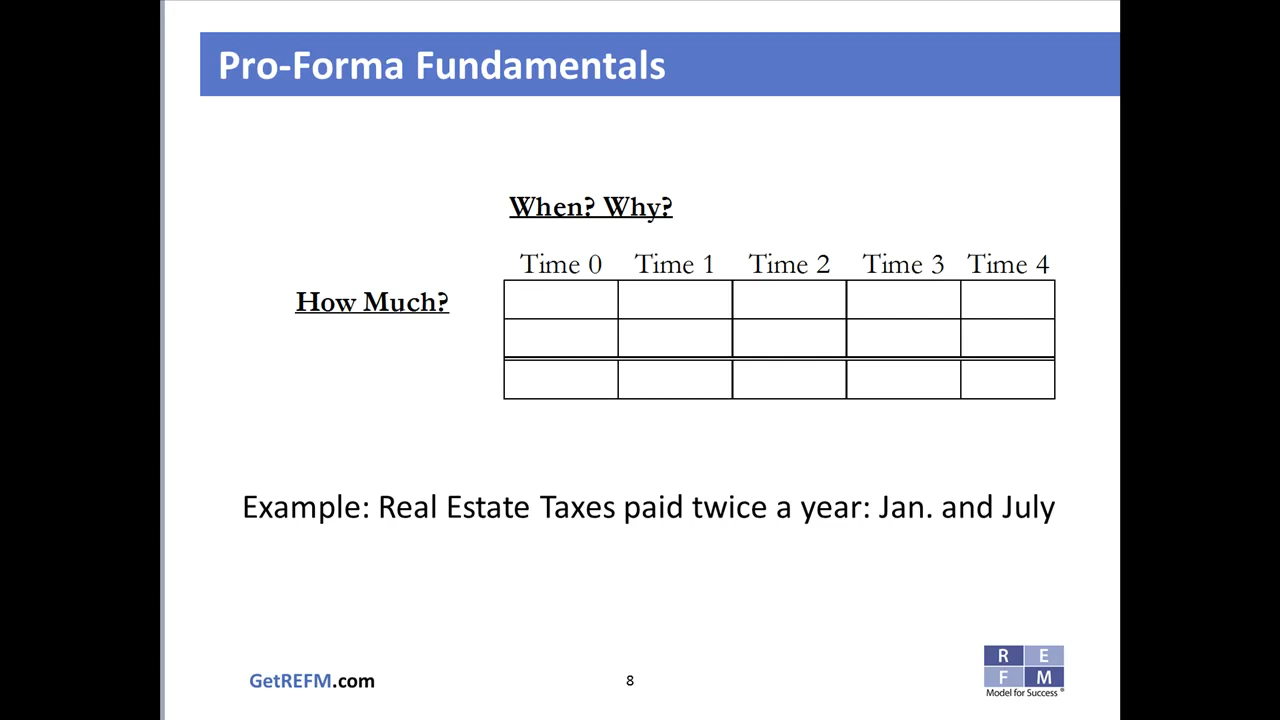 Pro-Forma Fundamentals
When? Why?
Time 0 Time 1 Time 2 Time 3 Time 4
How Much?
Example: Real Estate Taxes paid twice a year: Jan. and July
GetREFM.com
8
R E
F M
Model for Success®